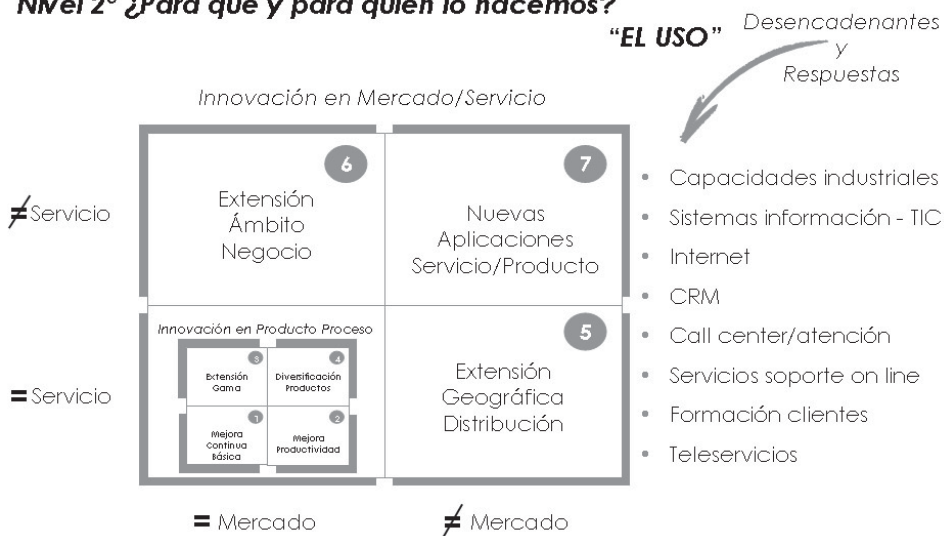 Nivel 2º ¿Para qué y para quién lo hacemos?
“EL USO”
Desencadenantes
y
Respuestas
Innovación en Mercado/Servicio
≠ Servicio
6
Extensión
Ámbito
Negocio
7
Nuevas
Aplicaciones
Servicio/Producto
= Servicio
Innovación en Producto Proceso
3
Extensión
Gama
4
Diversificación
Productos
1
Mejora
Continua
Básica
2
Mejora
Productividad
5
Extensión
Geográfica
Distribución
= Mercado
≠ Mercado
• Capacidades industriales
• Sistemas información - TIC
• Internet
• CRM
• Call center/atención
• Servicios soporte on line
• Formación clientes
• Teleservicios